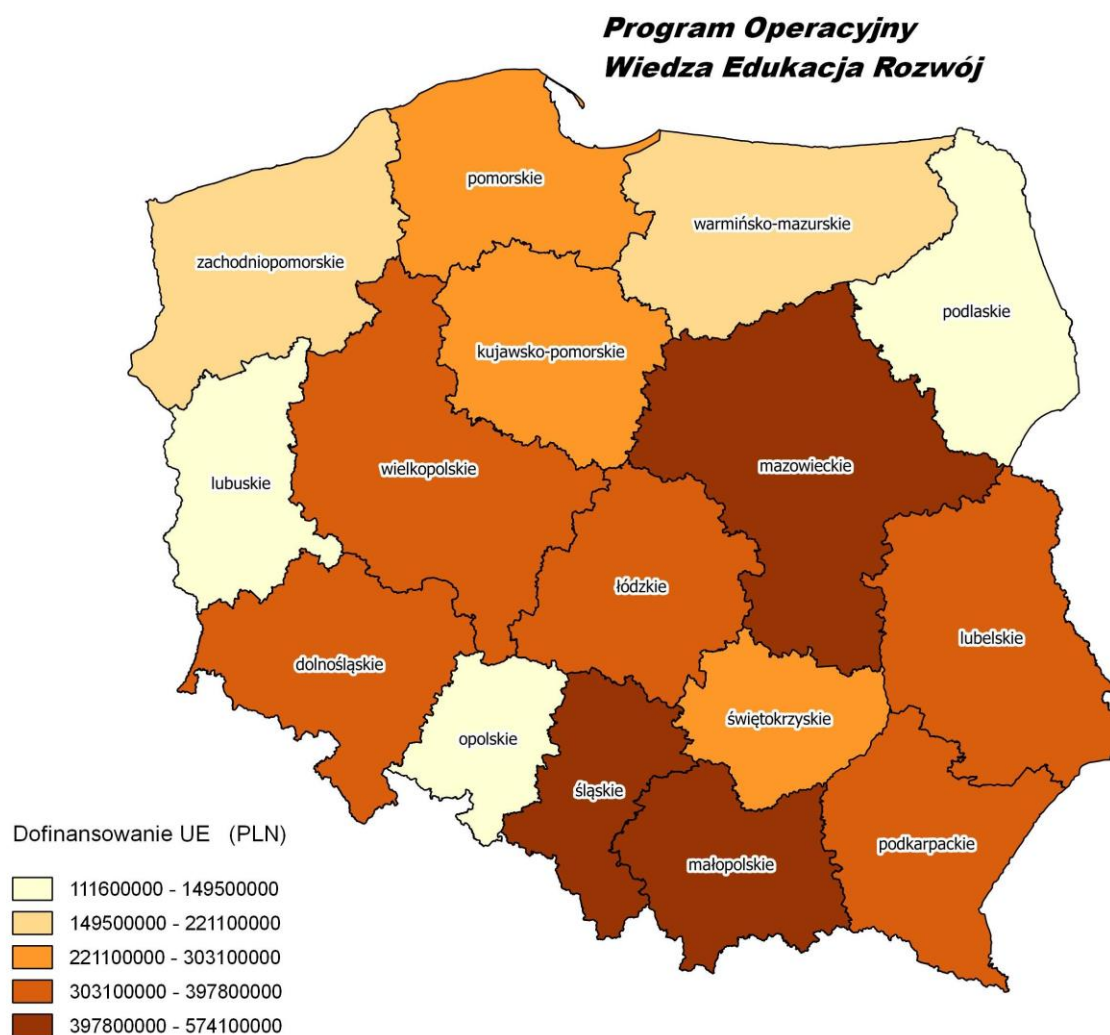 Program Operacyjny
Wiedza Edukacja Rozwój
pomorskie
warmińsko-mazurskie
zachodniopomorskie
podlaskie
kujawsko-pomorskie
mazowieckie
wielkopolskie
lubuskie
łódzkie
lubelskie
dolnośląskie
świętokrzyskie
opolskie
śląskie
małopolskie
podkarpackie
Dofinansowanie UE (PLN)
111600000 - 149500000
149500000 - 221100000
221100000 - 303100000
303100000 - 397800000
397800000 - 574100000